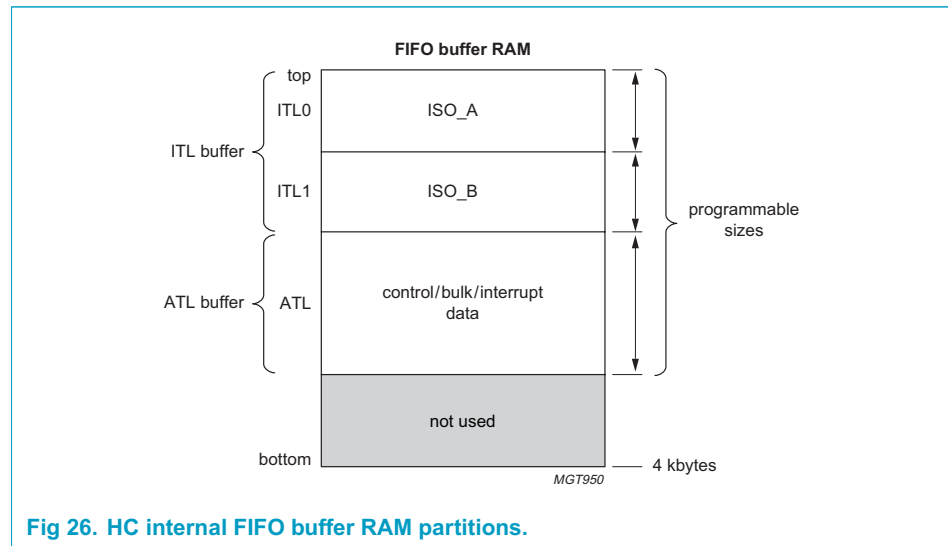 FIFO buffer RAM
top
ITL0
ISO_A
ITL buffer
ITL1
ISO_B
programmable
sizes
ATL buffer
ATL
control/bulk/interrupt
data
not used
bottom
4 kbytes
MGT950
Fig 26. HC internal FIFO buffer RAM partitions.